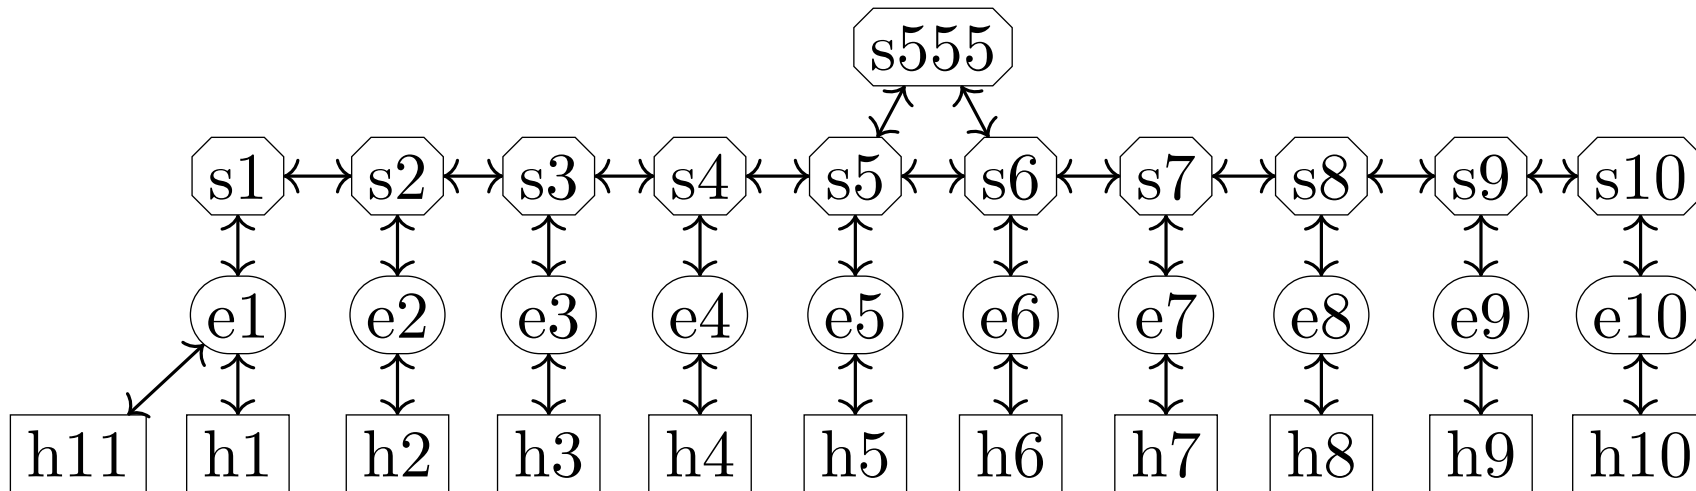 s555
s1 s2 s3 s4 s5 s6 s7 s8 s9 s10
e1 e2 e3 e4 e5 e6 e7 e8 e9 e10
h11 h1 h2 h3 h4 h5 h6 h7 h8 h9 h10